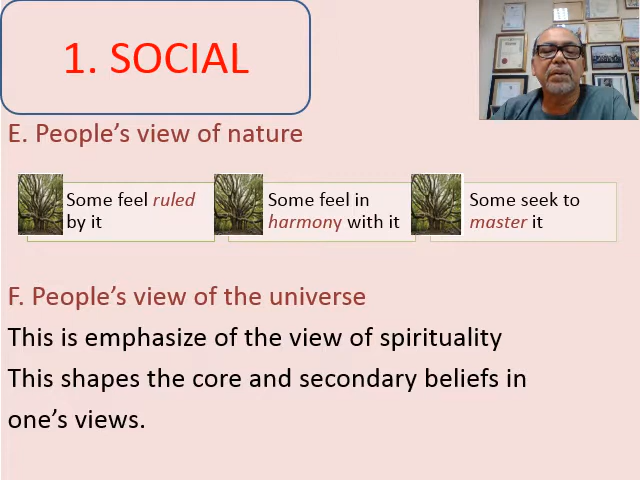 1. SOCIAL
E. People's view of nature
Some feel ruled
by it
Some feel in
harmony with it
Some seek to
master it
F. People's view of the universe
This is emphasize of the view of spirituality
This shapes the core and secondary beliefs in
one's views.